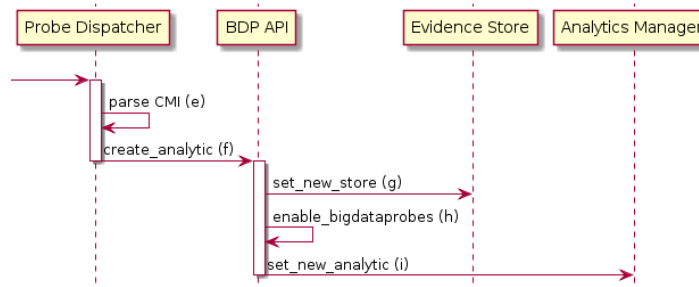 Probe Dispatcher
BDP API
Evidence Store
Analytics Manager
parse CMI (e)
create_analytic (f)
set_new_store (g)
enable_bigdataprobes (h)
set_new_analytic (i)